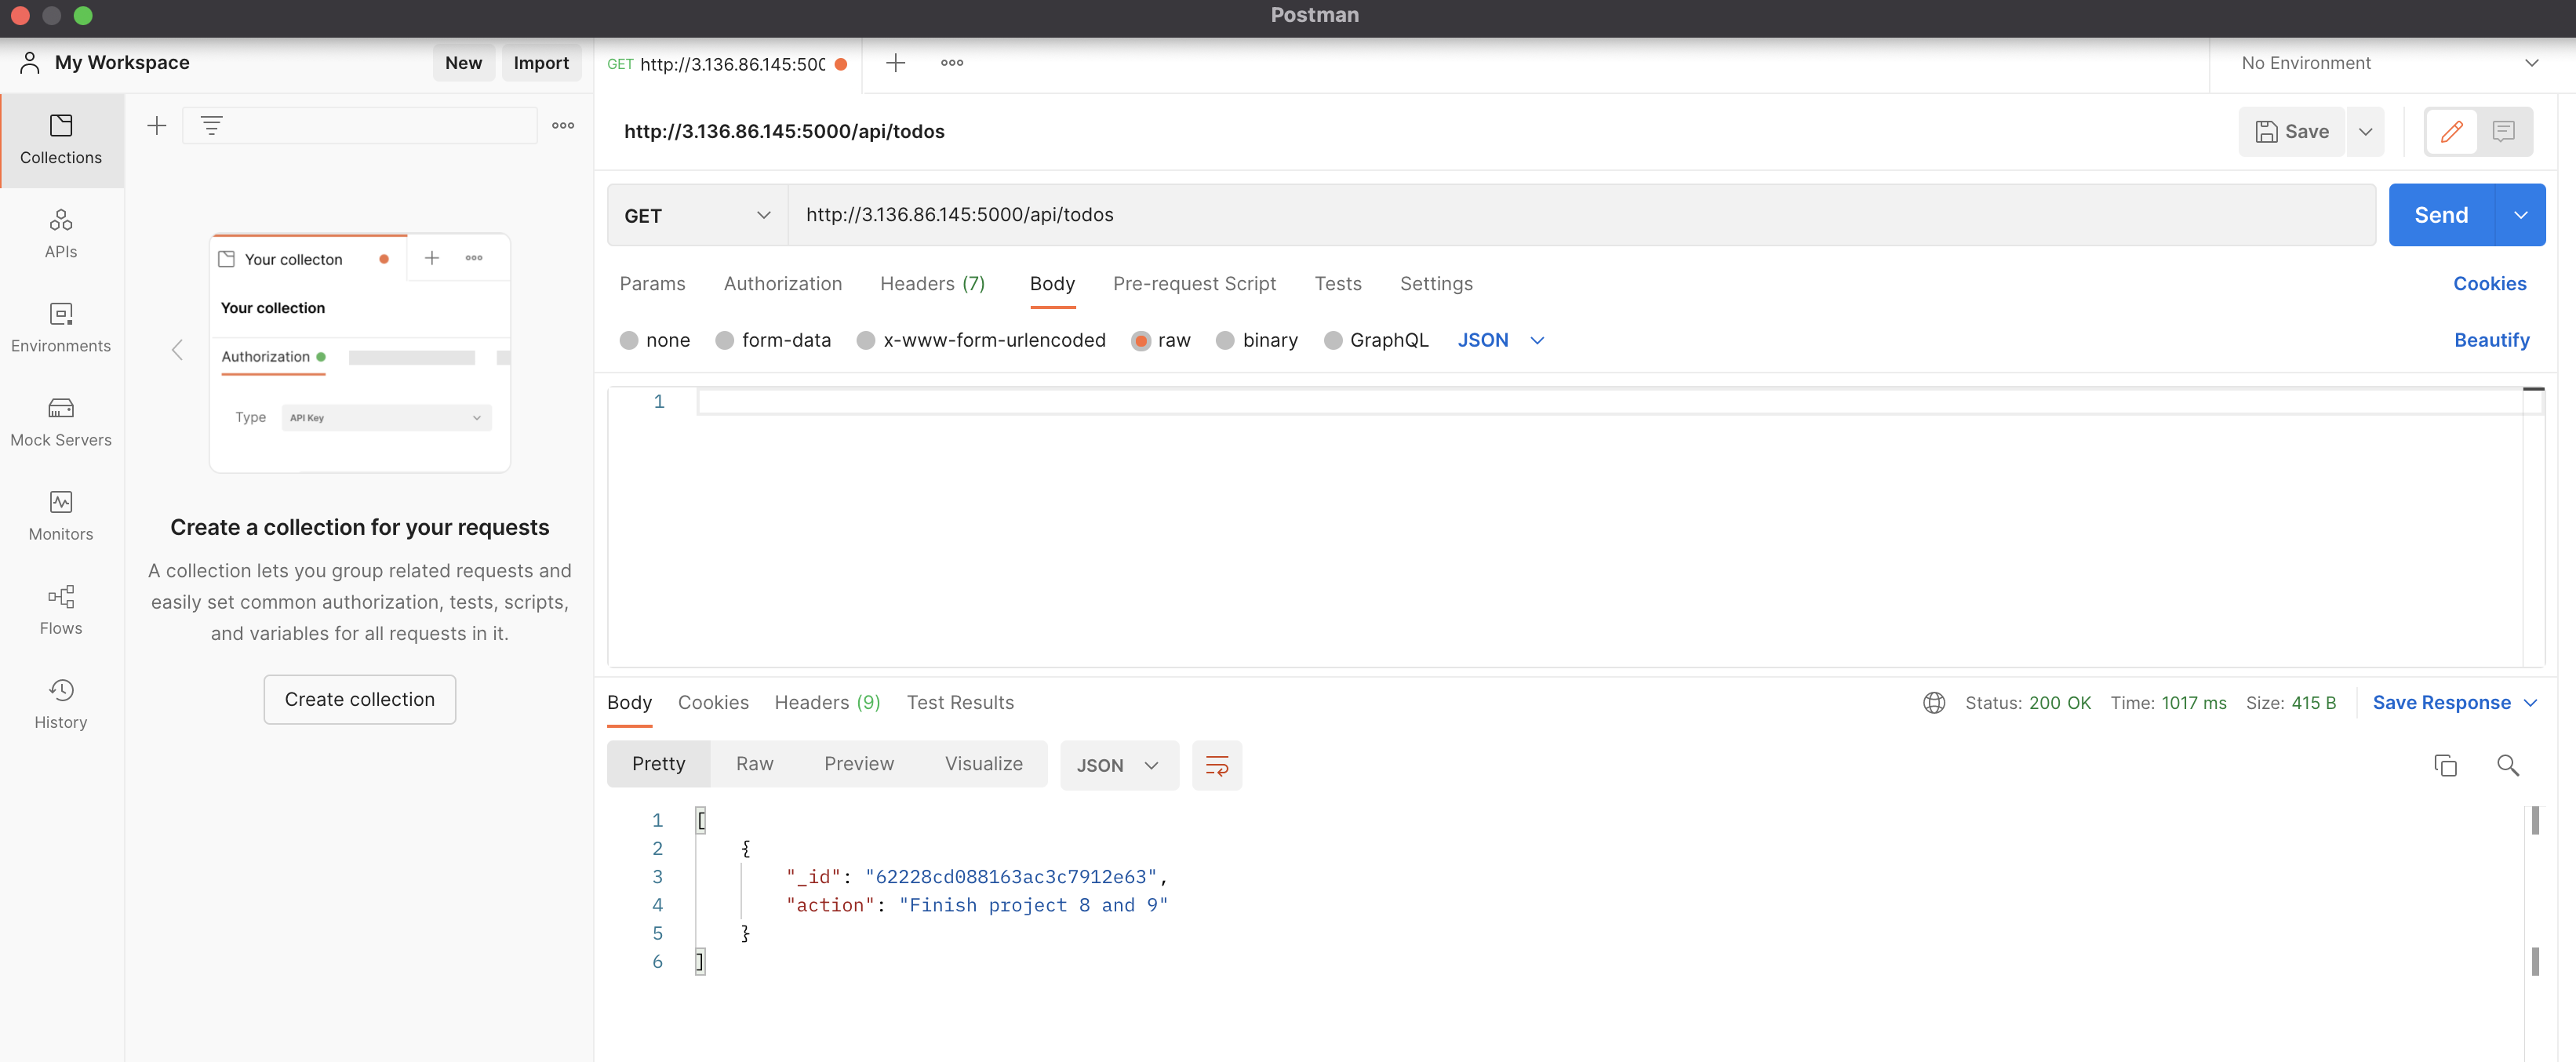 Postman
My Workspace
New
Import
GET http://3.136.86.145:500
No Environment
Collections
APIs
Environments
Mock Servers
Monitors
Flows
History
Your collecton
Your collection
Authorization
Type
API Key
Create a collection for your requests
A collection lets you group related requests and
easily set common authorization, tests, scripts,
and variables for all requests in it.
Create collection
http://3.136.86.145:5000/api/todos
Save
GET
http://3.136.86.145:5000/api/todos
Send
Params Authorization Headers (7) Body Pre-request Script Tests Settings
Cookies
none form-data x-www-form-urlencoded raw binary GraphQL JSON
Beautify
1
Body Cookies Headers (9) Test Results
Status: 200 OK Time: 1017 ms Size: 415 B
Save Response
Pretty Raw Preview Visualize JSON
1 [
2 {
3 "_id": "62228cd088163ac3c7912e63",
4 "action": "Finish project 8 and 9"
5 }
6 ]